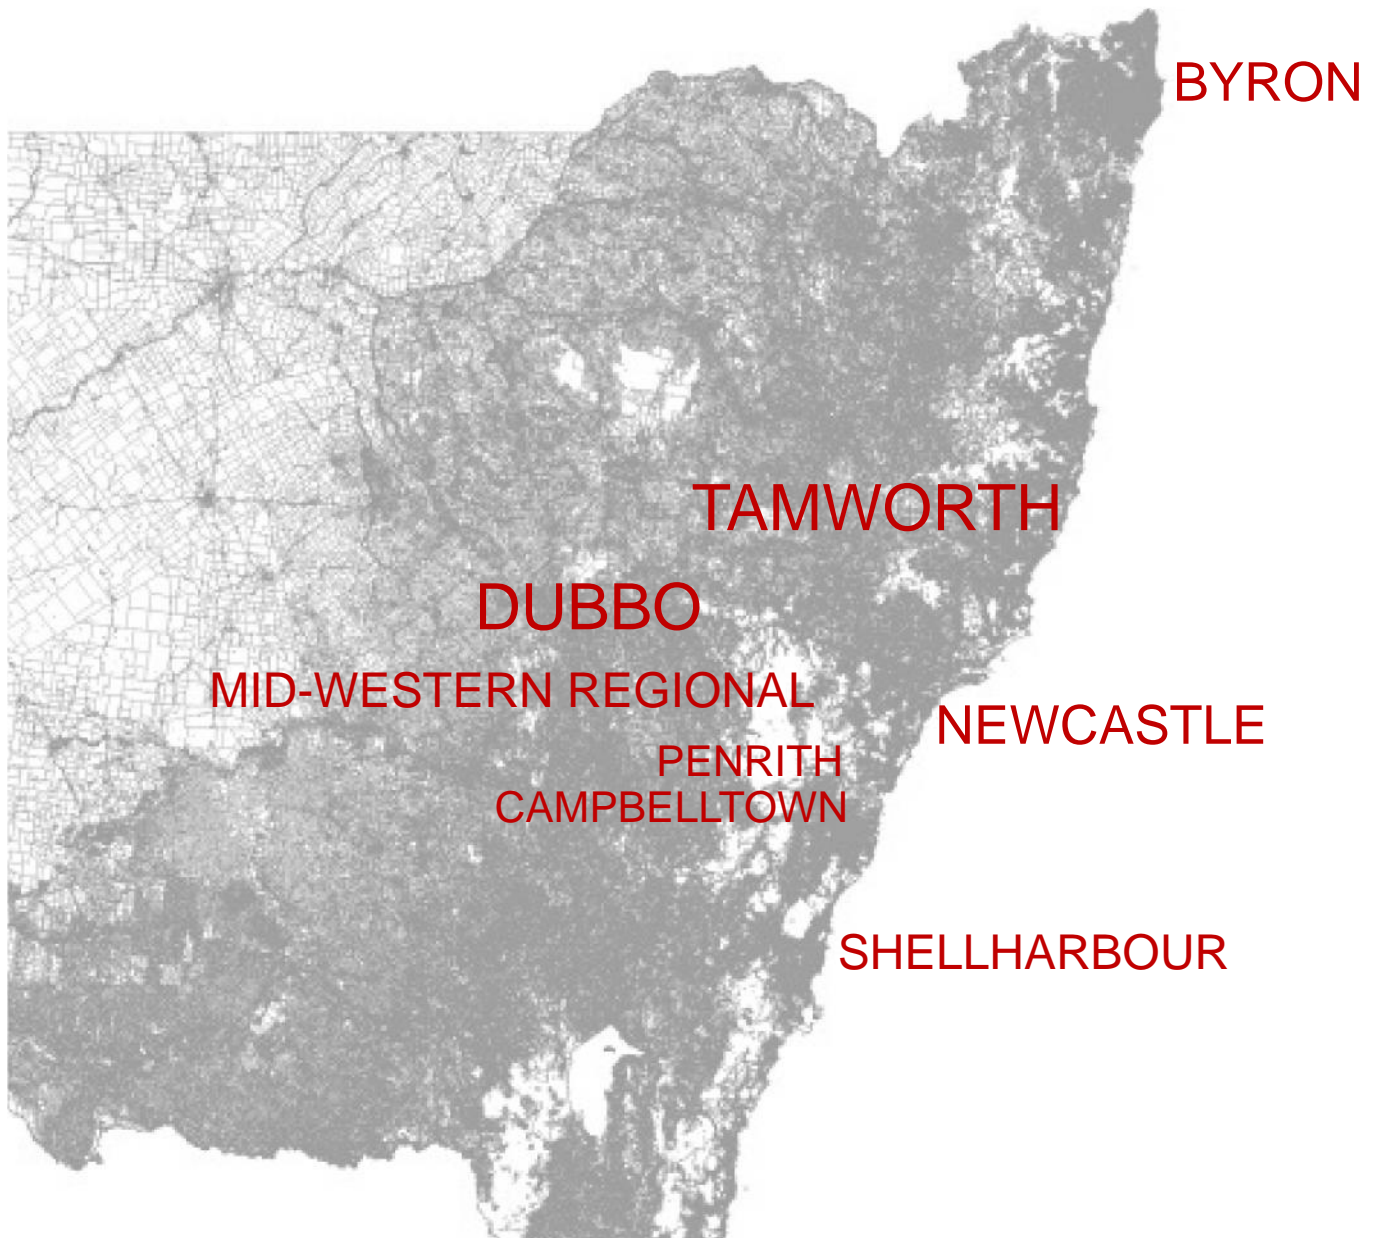 BYRON
TAMWORTH
DUBBO
MID-WESTERN REGIONAL
NEWCASTLE
PENRITH
CAMPBELLTOWN
SHELLHARBOUR